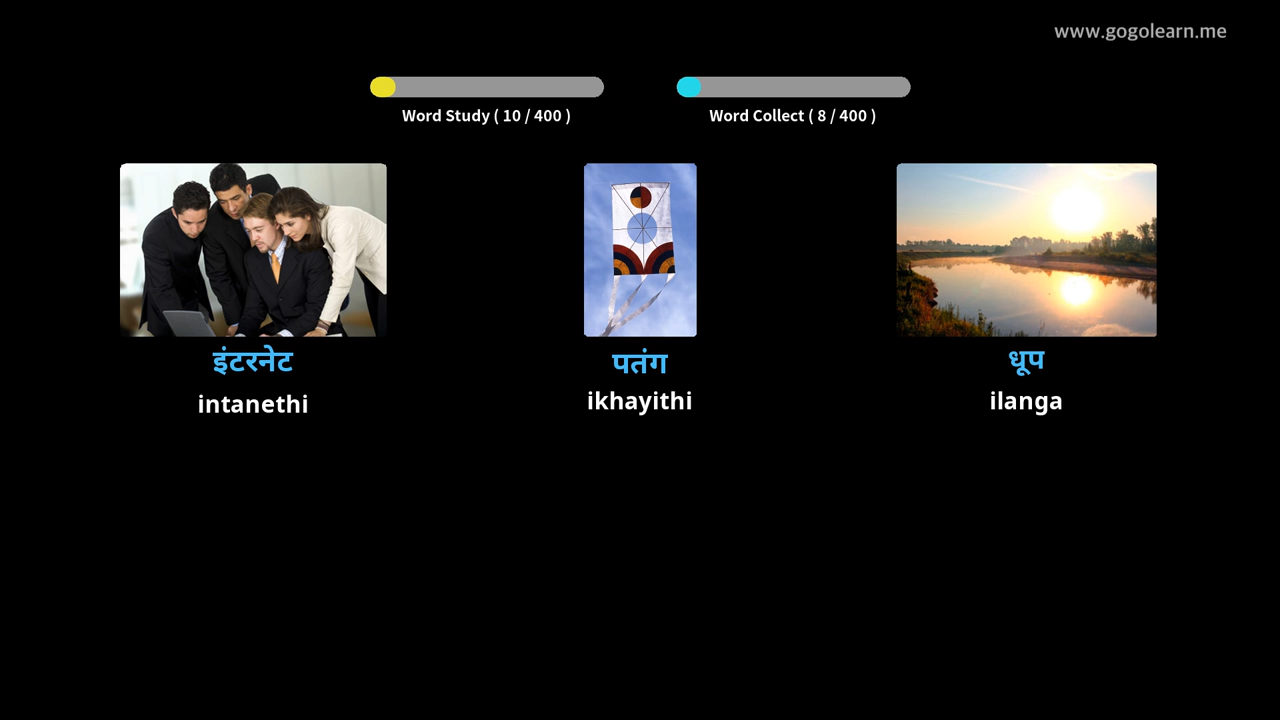 www.gogolearn.me
Word Study ( 10 / 400 )
Word Collect ( 8 / 400 )
इंटरनेट
intanethi
पतंग
ikhayithi
धूप
ilanga